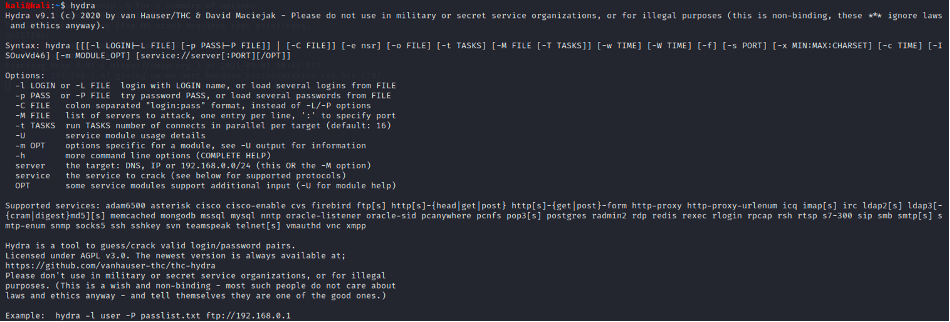 kali@kali:~$ hydra
Hydra v9.1 (c) 2020 by van Hauser/THC & David Maciejak - Please do not use in military or secret service organizations, or for illegal purposes (this is non-binding, these *** ignore laws
and ethics anyway).
Syntax: hydra [[[-l LOGIN|-L FILE] [-p PASS|-P FILE]] | [-C FILE]] [-e nsr] [-o FILE] [-t TASKS] [-M FILE [-T TASKS]] [-w TIME] [-W TIME] [-f] [-s PORT] [-x MIN:MAX:CHARSET] [-c TIME] [-I
SOuvVd46] [-m MODULE_OPT] [service://server[:PORT][/OPT]]
Options:
-l LOGIN or -L FILE  login with LOGIN name, or load several logins from FILE
-p PASS  or -P FILE  try password PASS, or load several passwords from FILE
-C FILE   colon separated "login:pass" format, instead of -L/-P options
-M FILE   list of servers to attack, one entry per line, ':' to specify port
-t TASKS  run TASKS number of connects in parallel per target (default: 16)
-U        service module usage details
-m OPT    options specific for a module, see -U output for information
-h        more command line options (COMPLETE HELP)
server    the target: DNS, IP or 192.168.0.0/24 (this OR the -M option)
service   the service to crack (see below for supported protocols)
OPT       some service modules support additional input (-U for module help)
Supported services: adam6500 asterisk cisco cisco-enable cvs firebird ftp[s] http[s]-{head|get|post} http[s]-{get|post}-form http-proxy http-proxy-urlenum icq imap[s] irc ldap2[s] ldap3[-
{cram|digest}md5][s] memcached mongodb mssql mysql nntp oracle-listener oracle-sid pcanywhere pcnfs pop3[s] postgres radmin2 rdp redis rexec rlogin rpcap rsh rtsp s7-300 sip smb smtp[s] s
mtp-enum snmp socks5 ssh sshkey svn teamspeak telnet[s] vmauthd vnc xmpp
Hydra is a tool to guess/crack valid login/password pairs.
Licensed under AGPL v3.0. The newest version is always available at;
https://github.com/vanhauser-thc/thc-hydra
Please don't use in military or secret service organizations, or for illegal
purposes. (This is a wish and non-binding - most such people do not care about
laws and ethics anyway - and tell themselves they are one of the good ones.)
Example:  hydra -l user -P passlist.txt ftp://192.168.0.1